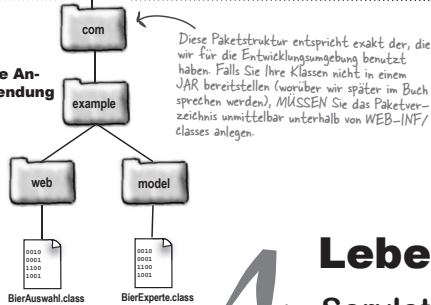 com
Diese Paketstruktur entspricht exakt der, die
wir für die Entwicklungsumgebung benutzt
haben. Falls Sie Ihre Klassen nicht in einem
JAR bereitstellen (worüber wir später im Buch
sprechen werden), MÜSSEN Sie das Paketver-
zeichnis unmittelbar unterhalb von WEB-INF/
classes anlegen.
e An-
endung
example
web
model
0010
0001
1100
1001
0010
0001
1100
1001
BierAuswahl.class
BierExperte.class
Lebe